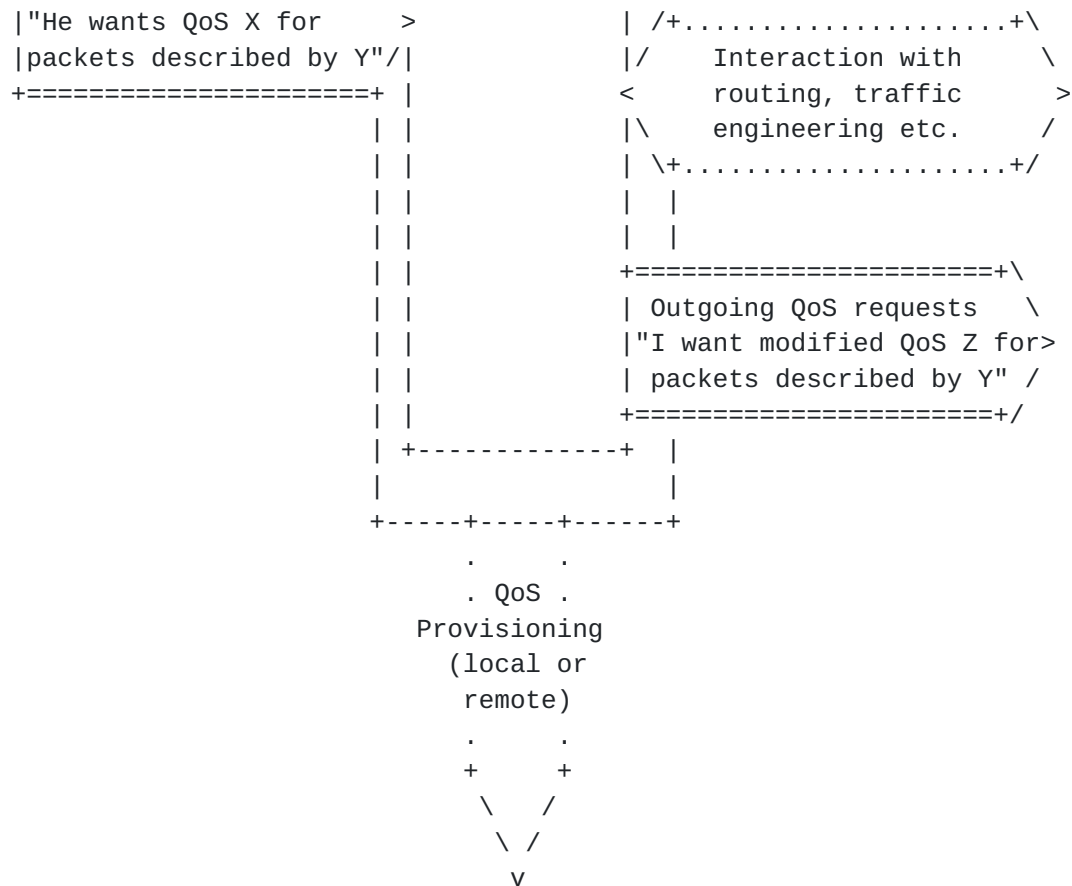 |"He wants QoS X for     >             | /+.....................+\
|packets described by Y"/|             |/    Interaction with     \
+======================+ |             <     routing, traffic      >
                       | |             |\    engineering etc.     /
                       | |             | \+.....................+/
                       | |             |  |
                       | |             |  |
                       | |             +=======================+\
                       | |             | Outgoing QoS requests   \
                       | |             |"I want modified QoS Z for>
                       | |             | packets described by Y" /
                       | |             +=======================+/
                       | +-------------+  |
                       |                  |
                       +-----+-----+------+
                             .     .
                             . QoS .
                          Provisioning
                            (local or
                             remote)
                             .     .
                             +     +
                              \   /
                               \ /
                                v